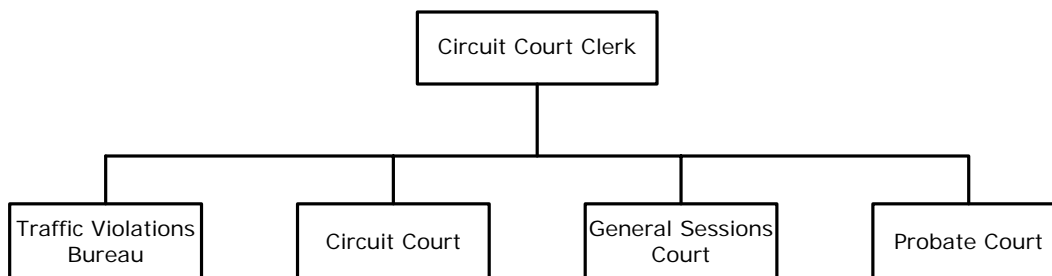 Circuit Court Clerk
Traffic Violations
Bureau
Circuit Court
General Sessions
Court
Probate Court